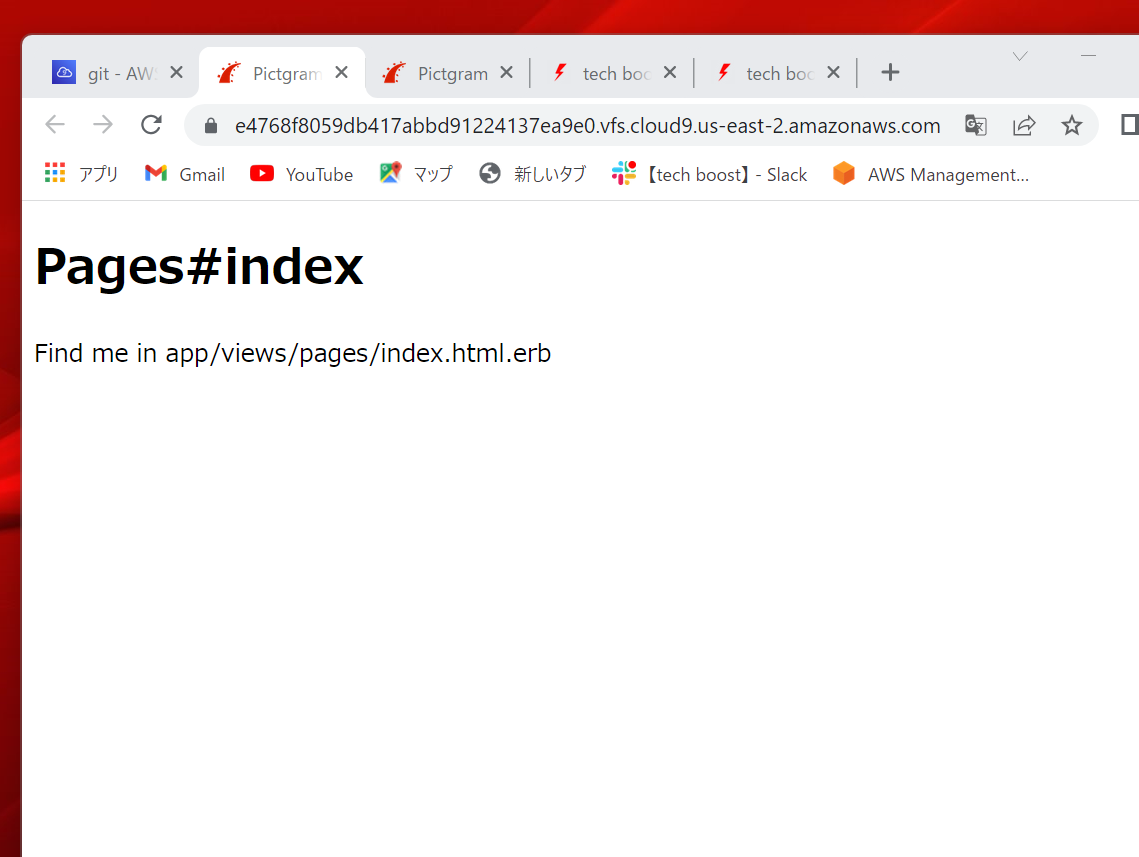 git - AWS
Pictgram
Pictgram
tech boo
tech boo
e4768f8059db417abbd91224137ea9e0.vfs.cloud9.us-east-2.amazonaws.com
アプリ Gmail YouTube マップ 新しいタブ 【tech boost】 - Slack AWS Management...
Pages#index
Find me in app/views/pages/index.html.erb